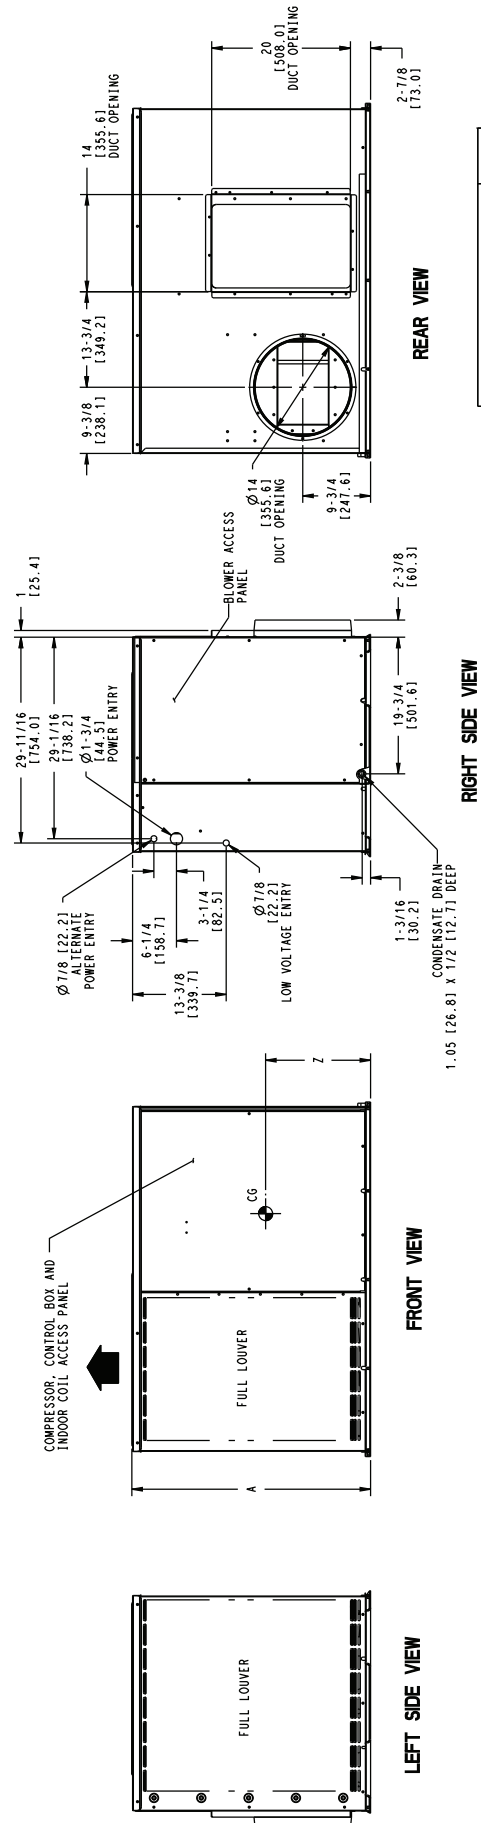 LEFT SIDE VIEW
FULL LOUVER
FRONT VIEW
COMPRESSOR, CONTROL BOX AND
INDOOR COIL ACCESS PANEL
FULL LOUVER
CG
A
Z
RIGHT SIDE VIEW
29-11/16
[754.0]
29-1/16
[738.2]
Ø1-3/4
[44.5]
POWER ENTRY
1
[25.4]
Ø7/8 [22.2]
ALTERNATE
POWER ENTRY
6-1/4
[158.7]
13-3/8
[339.7]
3-1/4
[82.5]
Ø7/8
[22.2]
LOW VOLTAGE ENTRY
BLOWER ACCESS
PANEL
1-3/16
[30.2]
CONDENSATE DRAIN
1.05 [26.8] X 1/2 [12.7] DEEP
19-3/4
[501.6]
2-3/8
[60.3]
REAR VIEW
9-3/8
[238.1]
13-3/4
[349.2]
14
[355.6]
DUCT OPENING
20
[508.0]
DUCT OPENING
2-7/8
[73.0]
Ø14
[355.6]
DUCT OPENING
9-3/4
[247.6]